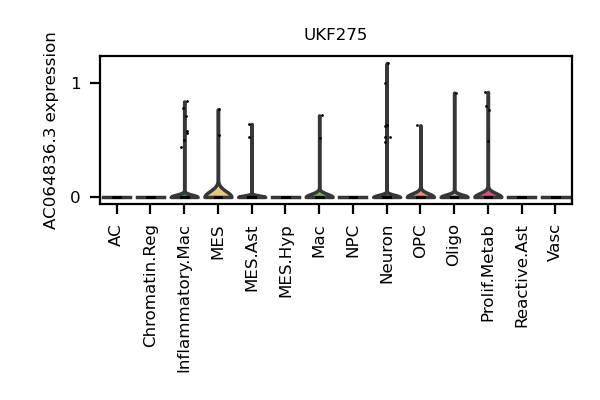 UKF275
AC064836.3 expression
1
0
AC
Chromatin.Reg
Inflammatory.Mac
MES
MES.Ast
MES.Hyp
Mac
NPC
Neuron
OPC
Oligo
Prolif.Metab
Reactive.Ast
Vasc